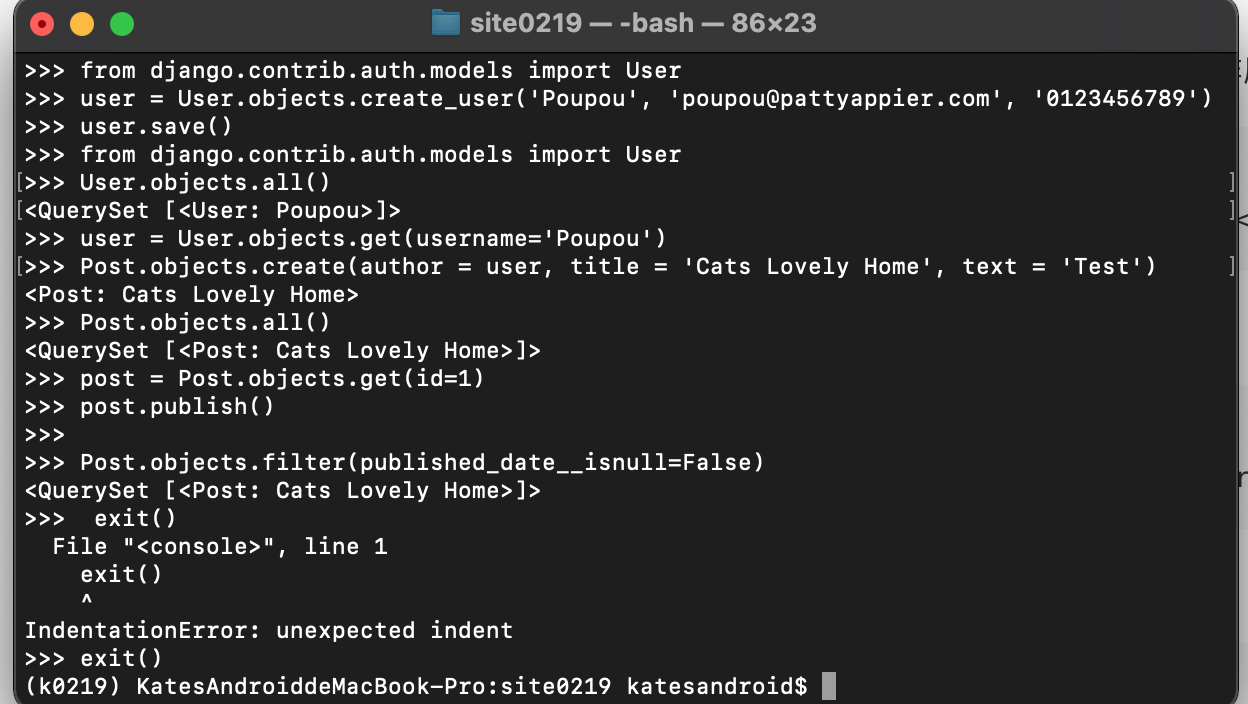 site0219 — -bash — 86×23
>>> from django.contrib.auth.models import User
>>> user = User.objects.create_user('Poupou', 'poupou@pattyappier.com', '0123456789')
>>> user.save()
>>> from django.contrib.auth.models import User
[>>> User.objects.all() ]
[<QuerySet [<User: Poupou>]> ]
>>> user = User.objects.get(username='Poupou')
[>>> Post.objects.create(author = user, title = 'Cats Lovely Home', text = 'Test') ]
<Post: Cats Lovely Home>
>>> Post.objects.all()
<QuerySet [<Post: Cats Lovely Home>]>
>>> post = Post.objects.get(id=1)
>>> post.publish()
>>>
>>> Post.objects.filter(published_date__isnull=False)
<QuerySet [<Post: Cats Lovely Home>]>
>>>  exit()
  File "<console>", line 1
    exit()
    ^
IndentationError: unexpected indent
>>> exit()
(k0219) KatesAndroiddeMacBook-Pro:site0219 katesandroid$